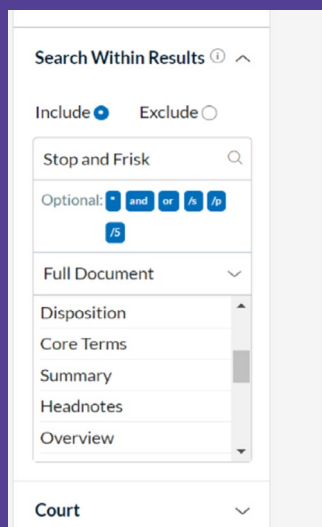 Search Within Results
Include Exclude
Stop and Frisk
Optional: " and or /s /p
/5
Full Document
Disposition
Core Terms
Summary
Headnotes
Overview
Court